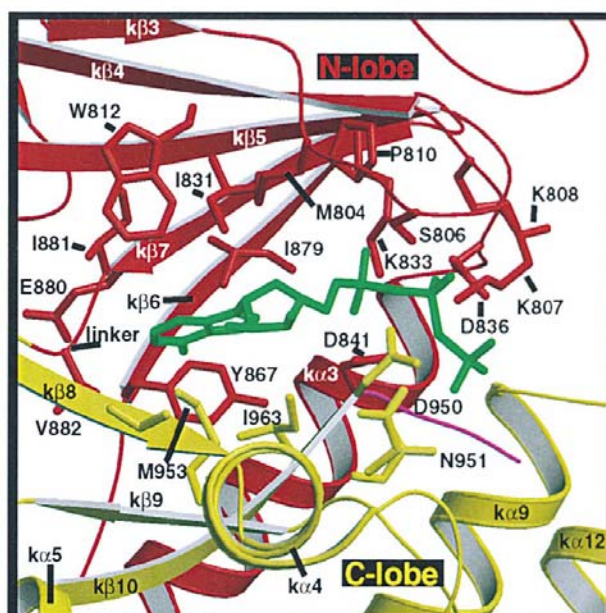 kβ3
kβ4
N-lobe
W812
kβ5
P810
I831
K808
M804
S806
I881
kβ7
I879
K833
E880
K807
kβ6
D836
linker
D841
kβ8
Y867
kα3
I963
D950
V882
M953
N951
kβ9
kα9
kα5
kα12
kα4
C-lobe
kβ10